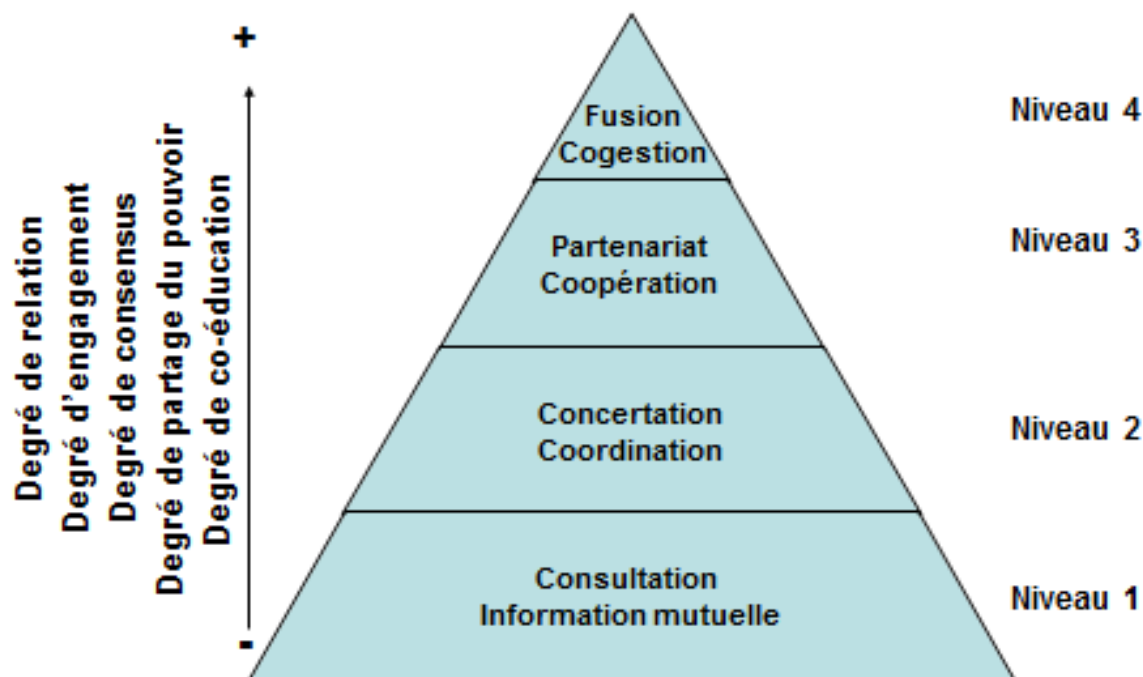 +
Degré de relation
Degré d'engagement
Degré de consensus
Degré de partage du pouvoir
Degré de co-éducation
-
Fusion
Cogestion
Niveau 4
Partenariat
Coopération
Niveau 3
Concertation
Coordination
Niveau 2
Consultation
Information mutuelle
Niveau 1